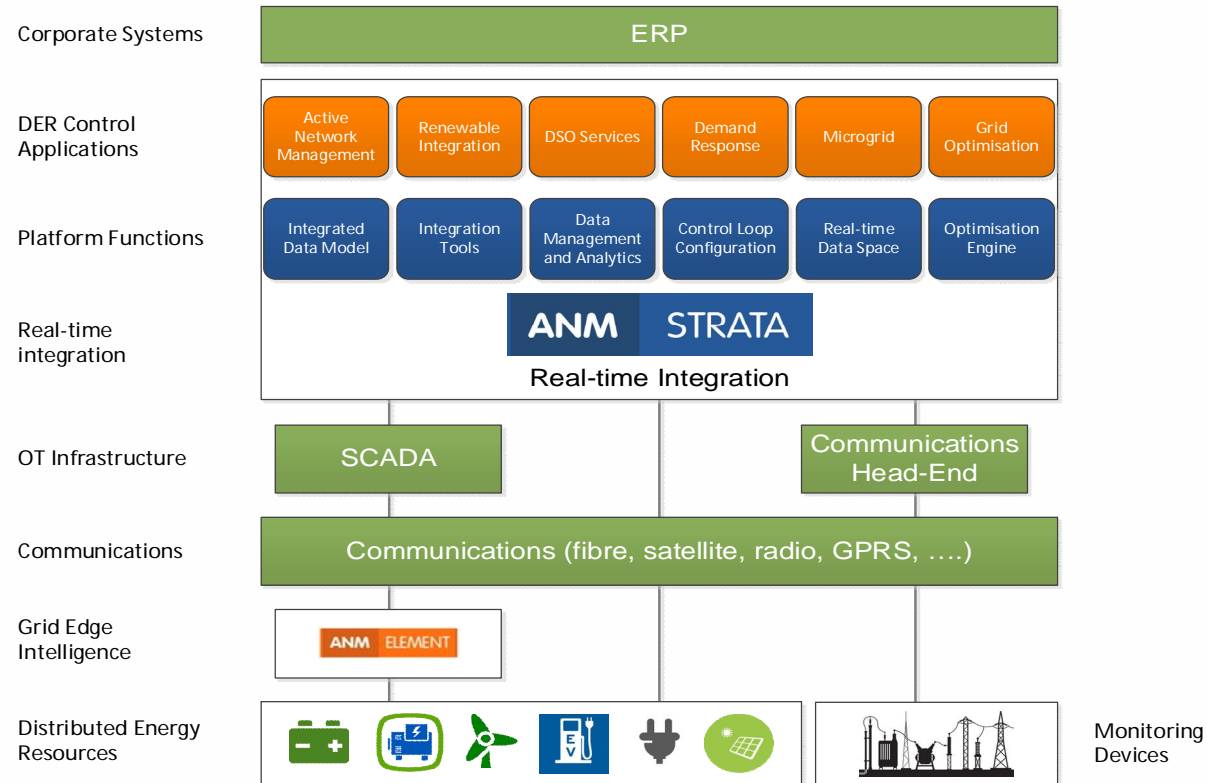 Corporate Systems
ERP
DER Control
Applications
Active
Network
Management
Renewable
Integration
DSO Services
Demand
Response
Microgrid
Grid
Optimisation
Platform Functions
Integrated
Data Model
Integration
Tools
Data
Management
and Analytics
Control Loop
Configuration
Real-time
Data Space
Optimisation
Engine
Real-time
integration
ANM STRATA
Real-time Integration
OT Infrastructure
SCADA
Communications
Head-End
Communications
Communications (fibre, satellite, radio, GPRS, ....)
Grid Edge
Intelligence
ANM ELEMENT
Distributed Energy
Resources
EV
Monitoring
Devices